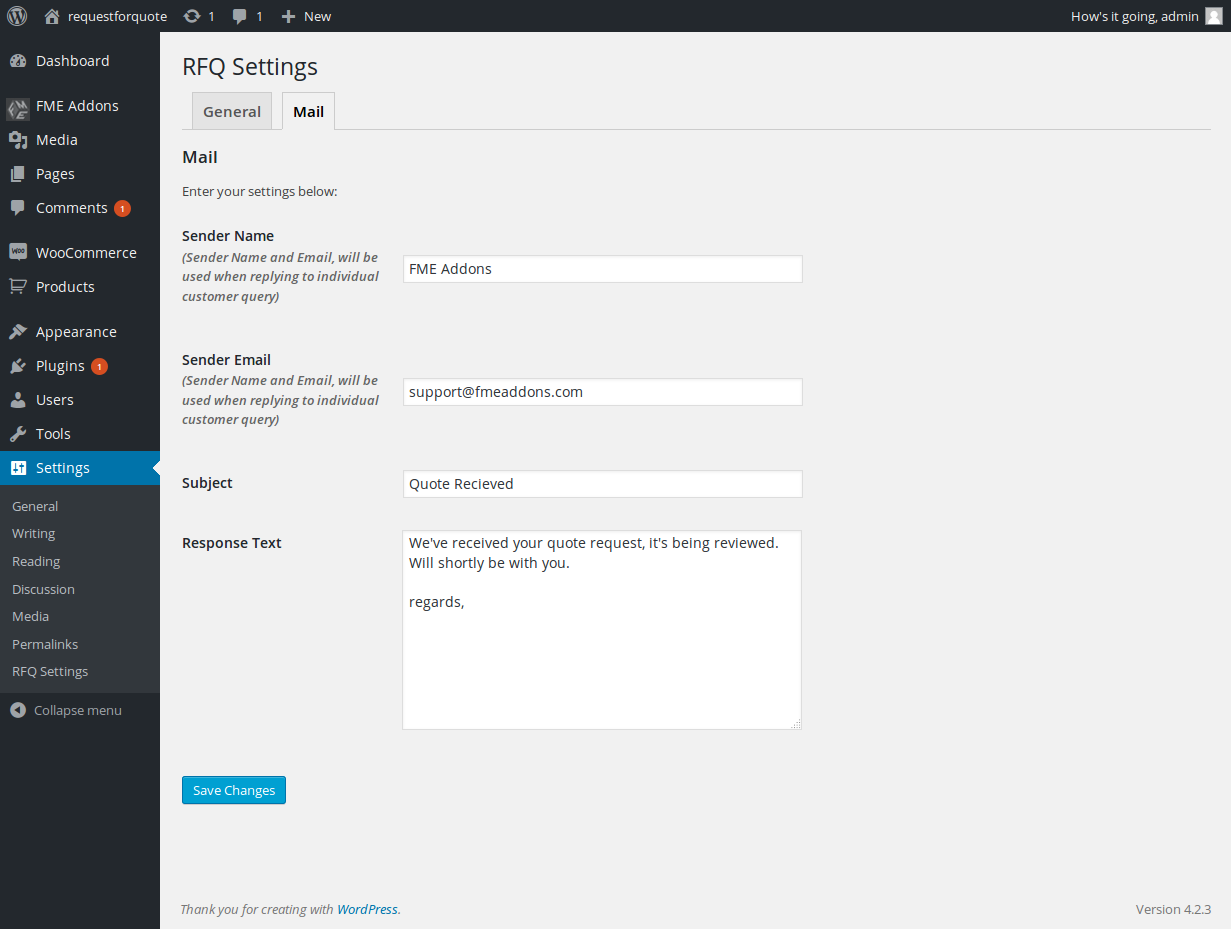 requestforquote 1 1 New How's it going, admin
Dashboard
FME Addons
Media
Pages
Comments 1
WooCommerce
Products
Appearance
Plugins 1
Users
Tools
Settings
General
Writing
Reading
Discussion
Media
Permalinks
RFQ Settings
Collapse menu
RFQ Settings
General Mail
Mail
Enter your settings below:
Sender Name
(Sender Name and Email, will be
used when replying to individual
customer query)
FME Addons
Sender Email
(Sender Name and Email, will be
used when replying to individual
customer query)
support@fmeaddons.com
Subject
Quote Recieved
Response Text
We've received your quote request, it's being reviewed.
Will shortly be with you.
regards,
Save Changes
Thank you for creating with WordPress. Version 4.2.3